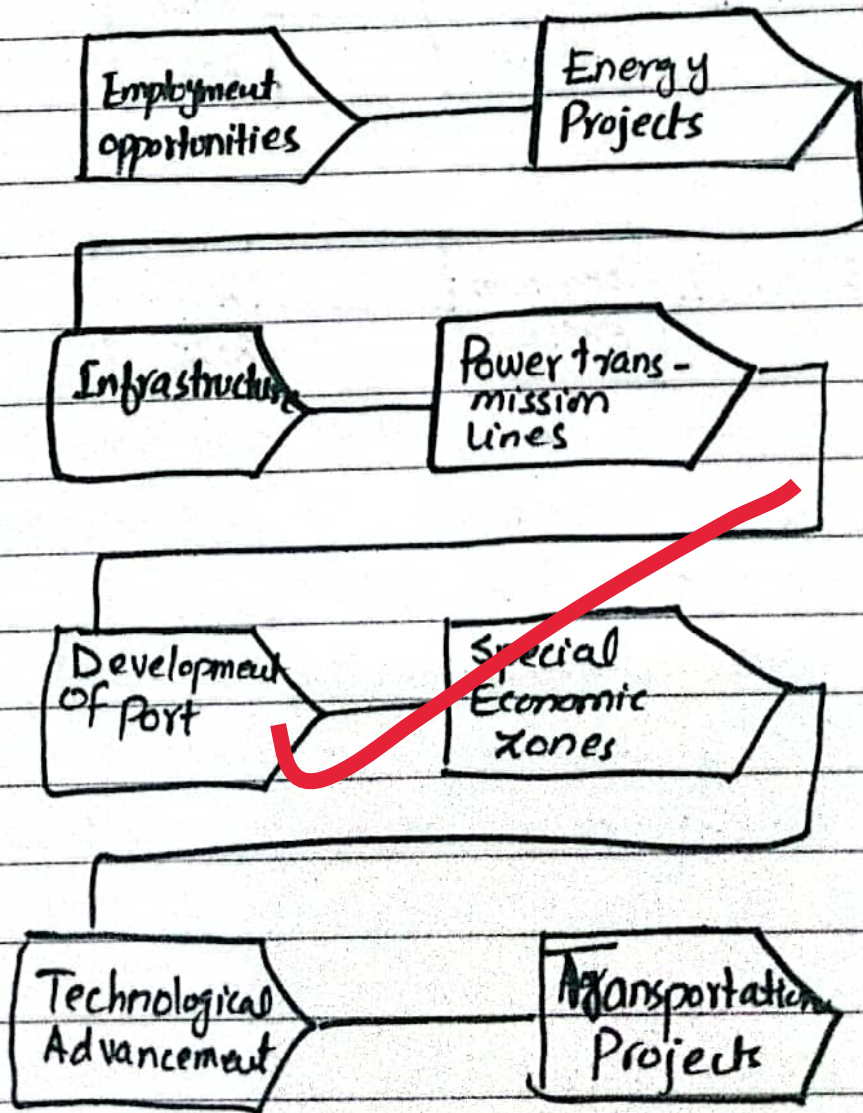 Employment
opportunities
Energy
Projects
Infrastructure
Power trans-
mission
Lines
Development
Of Port
Special
Economic
Zones
Technological
Advancement
Transportation
Projects